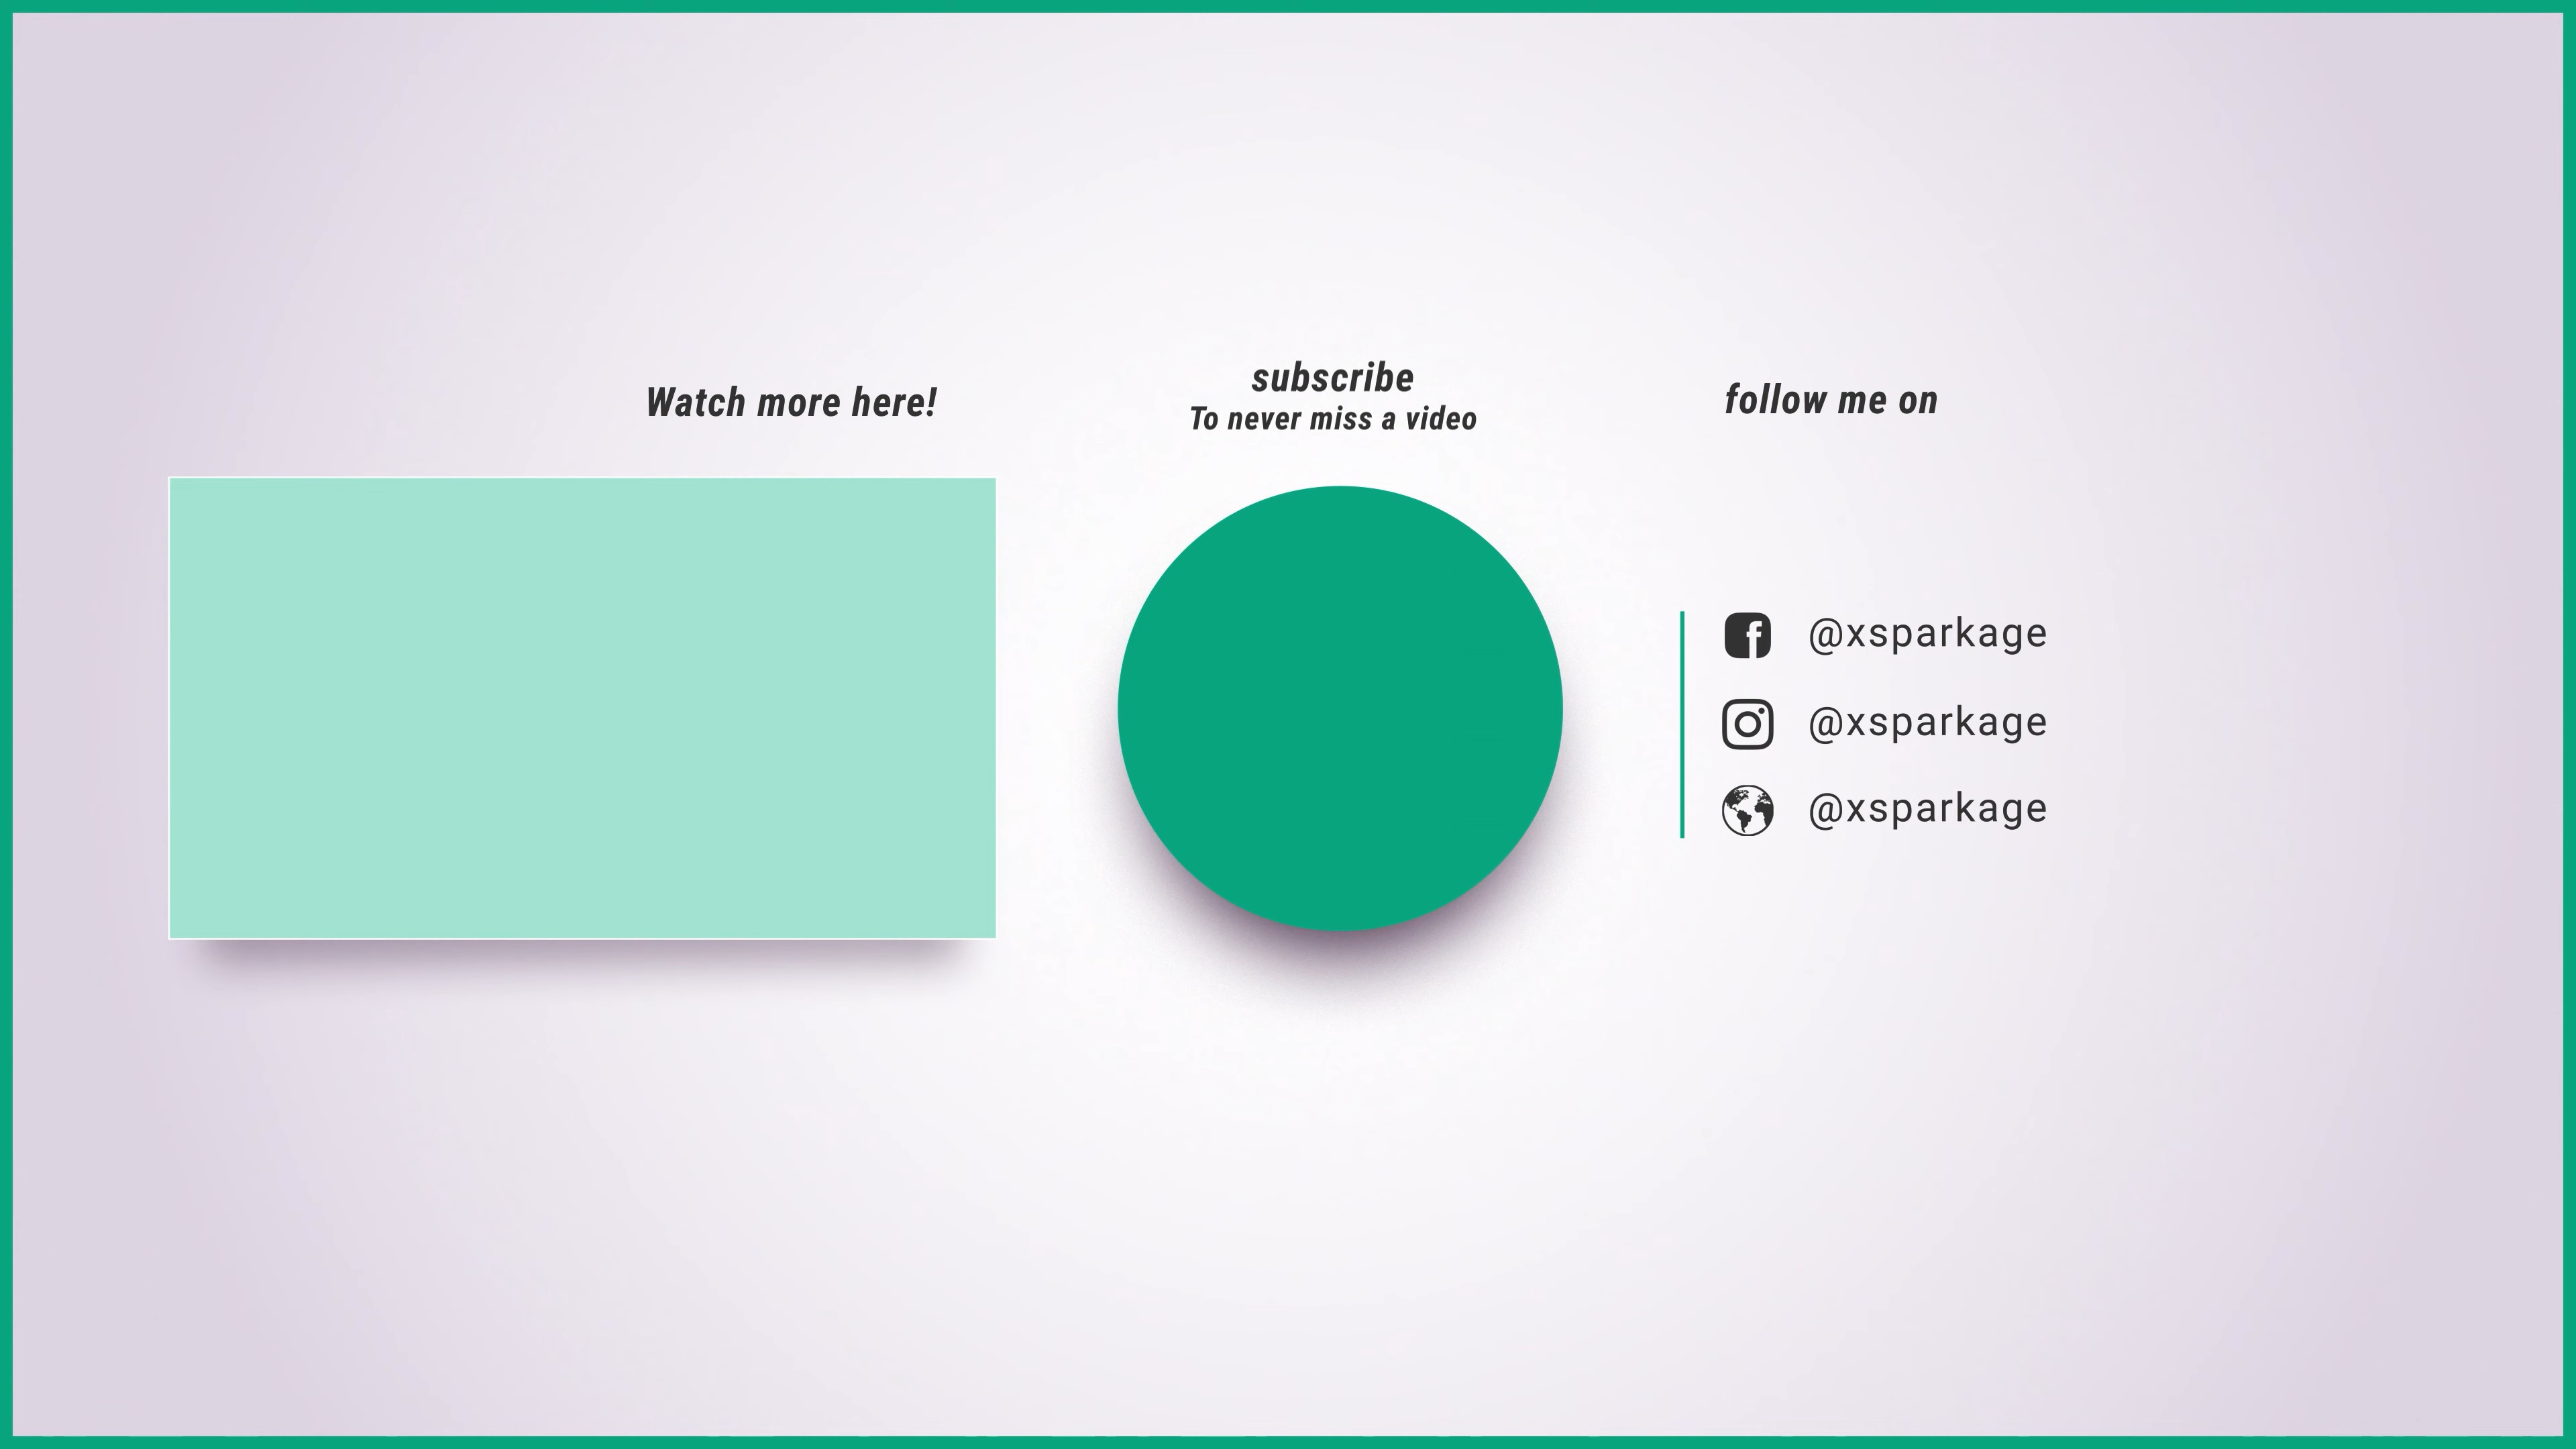 Watch more here!
subscribe
To never miss a video
follow me on
@xsparkage
@xsparkage
@xsparkage